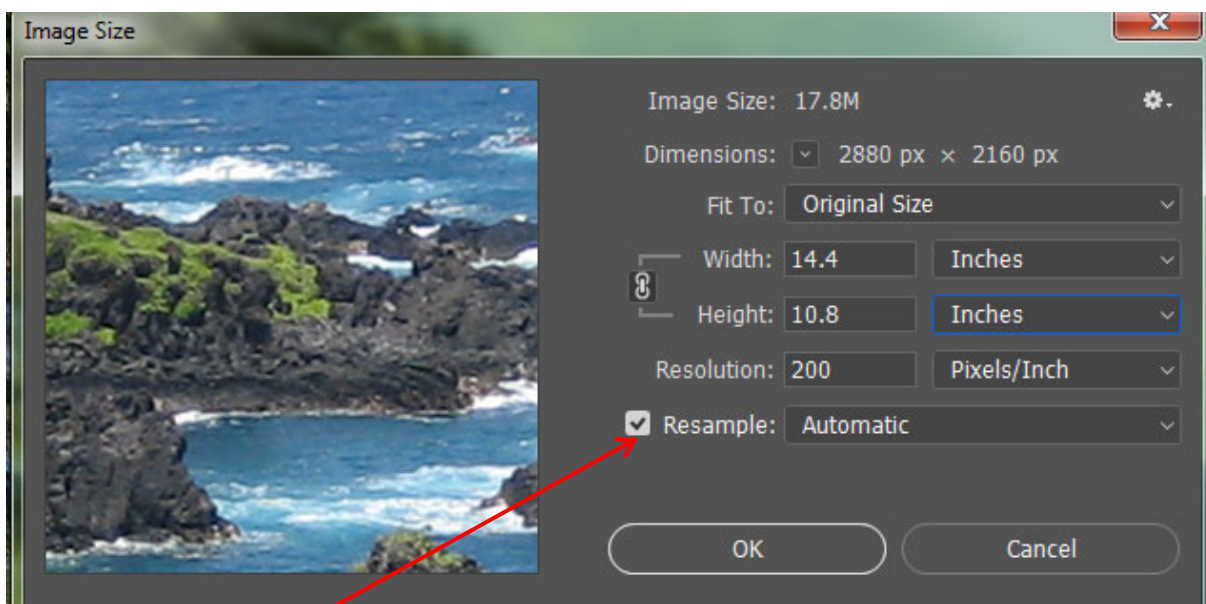 Image Size
Image Size: 17.8M
Dimensions: 2880 px × 2160 px
Fit To: Original Size
Width: 14.4 Inches
Height: 10.8 Inches
Resolution: 200 Pixels/Inch
Resample: Automatic
OK Cancel